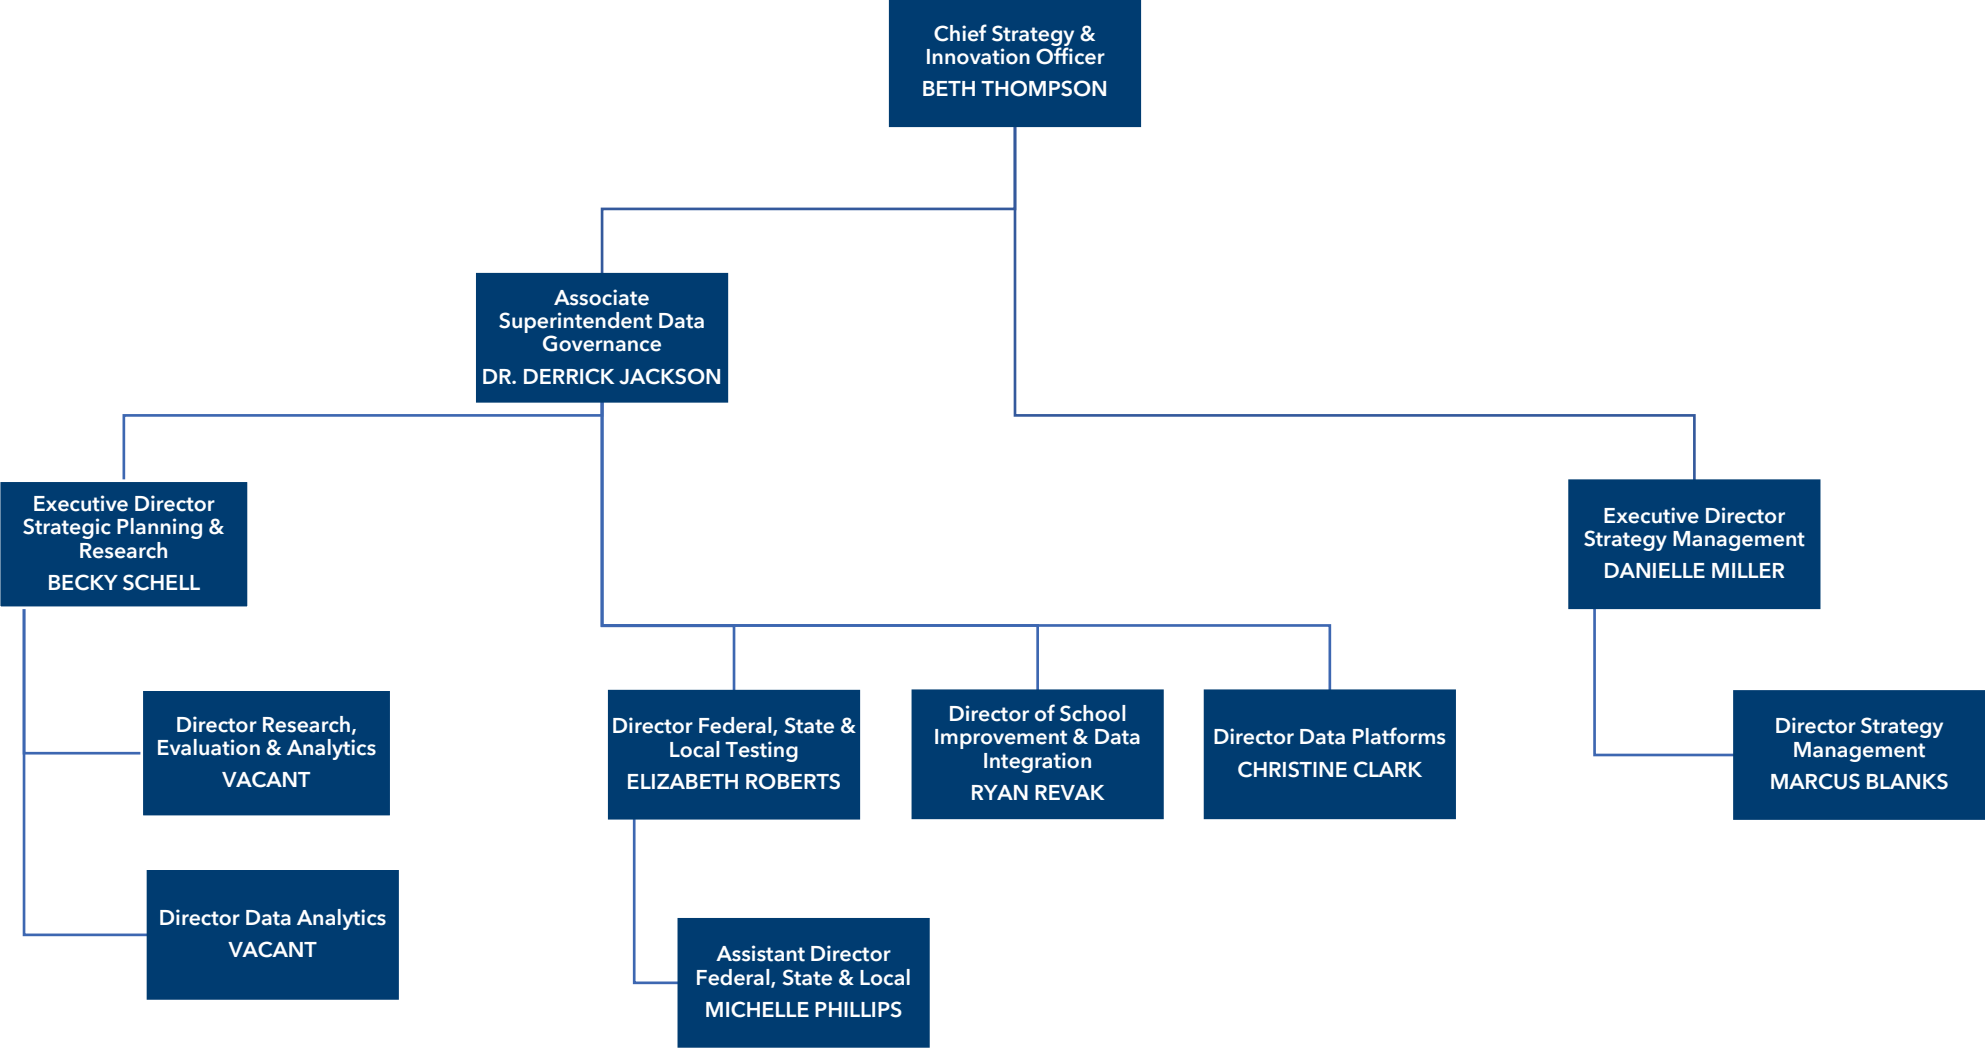 Chief Strategy &
Innovation Officer
BETH THOMPSON
Associate
Superintendent Data
Governance
DR. DERRICK JACKSON
Executive Director
Strategic Planning &
Research
BECKY SCHELL
Executive Director
Strategy Management
DANIELLE MILLER
Director Research,
Evaluation & Analytics
VACANT
Director Federal, State &
Local Testing
ELIZABETH ROBERTS
Director of School
Improvement & Data
Integration
RYAN REVAK
Director Data Platforms
CHRISTINE CLARK
Director Strategy
Management
MARCUS BLANKS
Director Data Analytics
VACANT
Assistant Director
Federal, State & Local
MICHELLE PHILLIPS